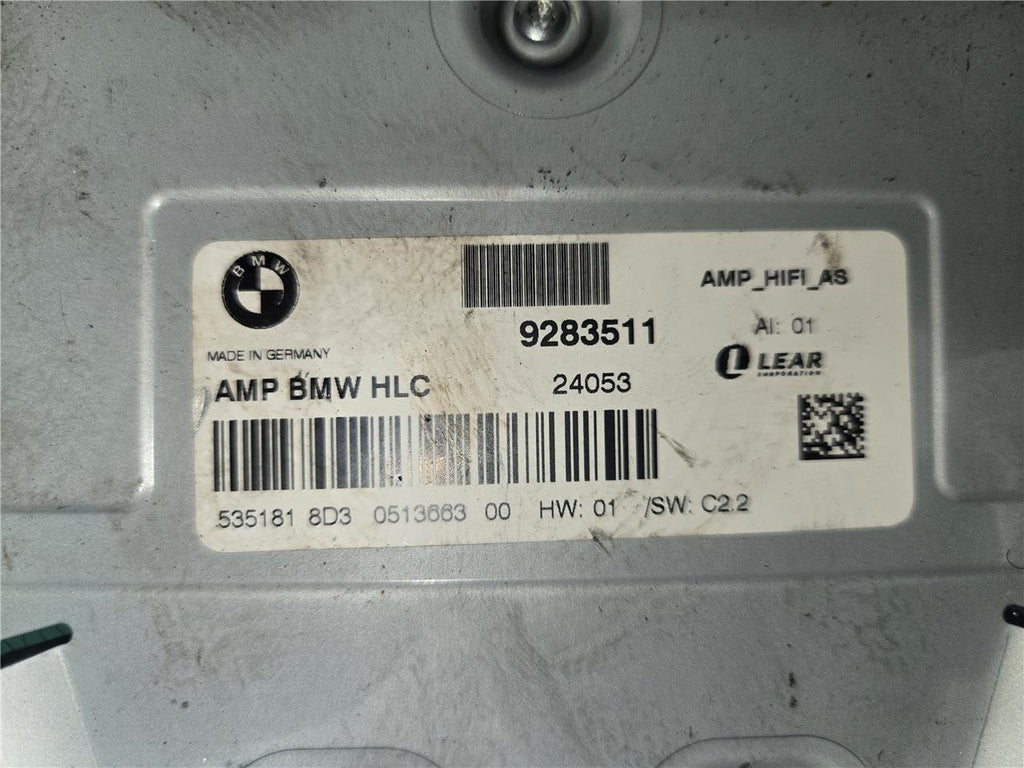 BMW
AMP_HIFI_AS
9283511
AI: 01
MADE IN GERMANY
LEAR
CORPORATION
AMP BMW HLC
24053
535181 8D3 0513663 00 HW: 01 /SW: C2.2